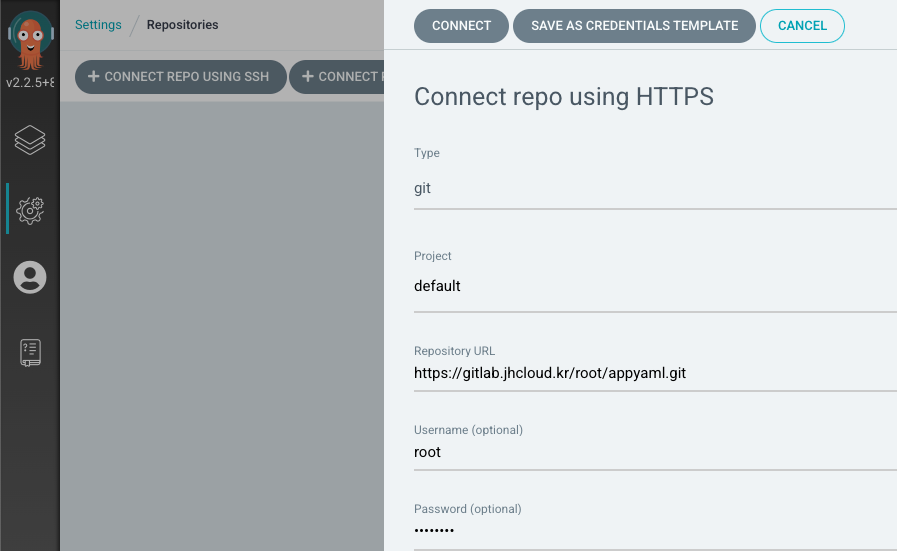 v2.2.5+8
Settings / Repositories
CONNECT REPO USING SSH
CONNECT
CONNECT
SAVE AS CREDENTIALS TEMPLATE
CANCEL
Connect repo using HTTPS
Type
git
Project
default
Repository URL
https://gitlab.jhcloud.kr/root/appyaml.git
Username (optional)
root
Password (optional)
••••••••